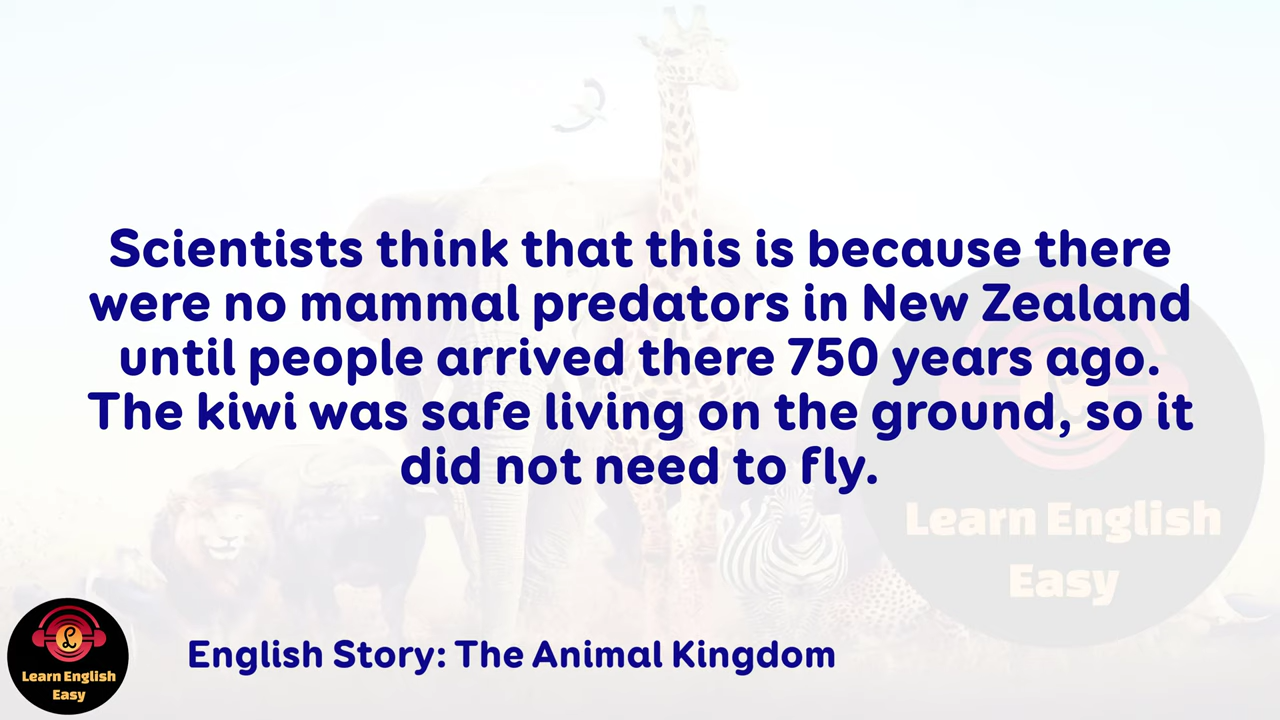 Scientists think that this is because there
were no mammal predators in New Zealand
until people arrived there 750 years ago.
The kiwi was safe living on the ground, so it
did not need to fly.
Learn English
Easy
English Story: The Animal Kingdom
L
Learn English
Easy